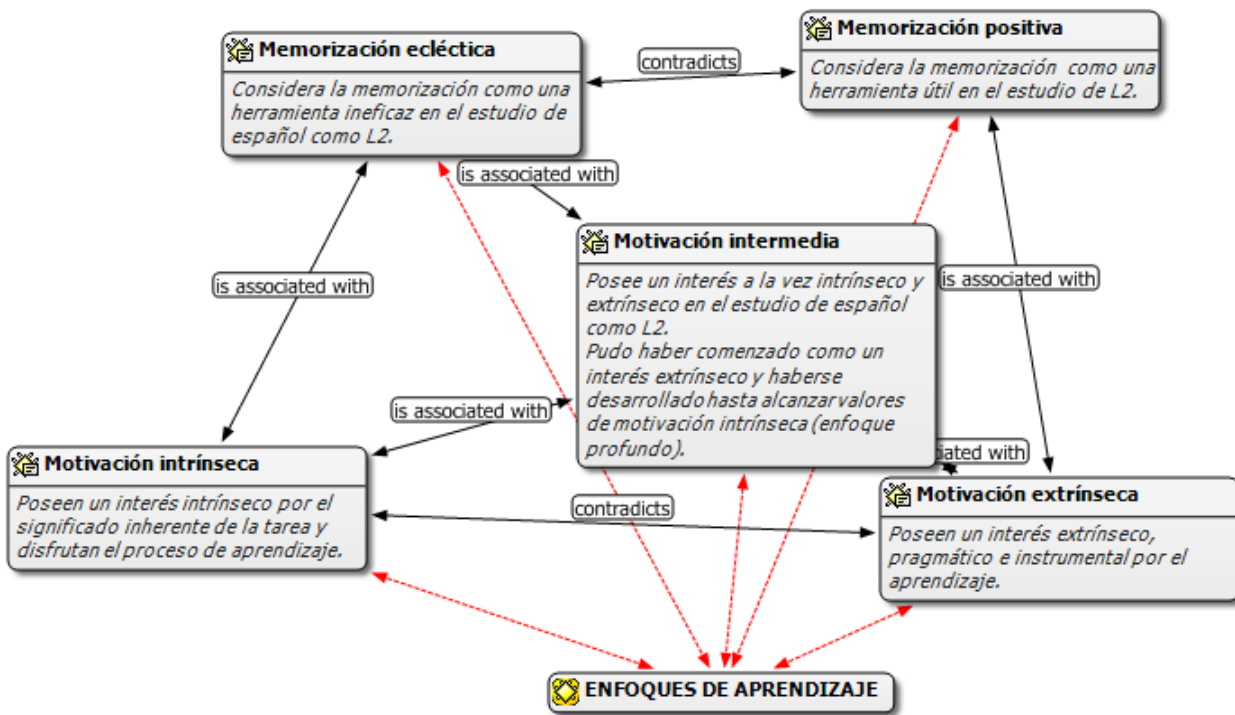 Memorización ecléctica
Considera la memorización como una
herramienta ineficaz en el estudio de
español como L2.
contradicts
Memorización positiva
Considera la memorización como una
herramienta útil en el estudio de L2.
is associated with
is associated with
is associated with
Motivación intermedia
Posee un interés a la vez intrínseco y
extrínseco en el estudio de español
como L2.
Pudo haber comenzado como un
interés extrínseco y haberse
desarrollado hasta alcanzar valores
de motivación intrínseca (enfoque
profundo).
is associated with
with
Motivación intrínseca
Poseen un interés intrínseco por el
significado inherente de la tarea y
disfrutan el proceso de aprendizaje.
contradicts
Motivación extrínseca
Poseen un interés extrínseco,
pragmático e instrumental por el
aprendizaje.
ENFOQUES DE APRENDIZAJE